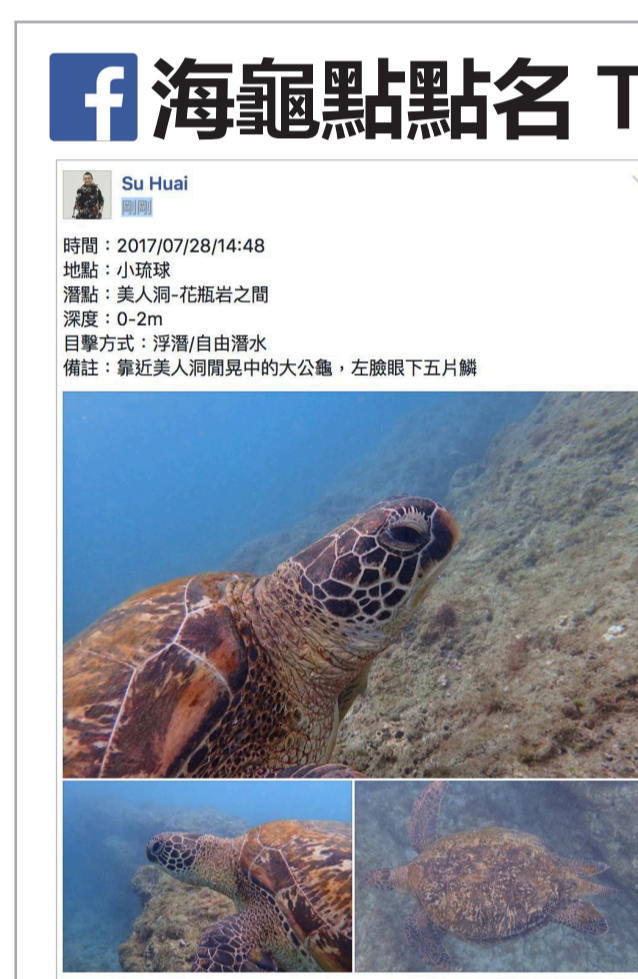 海龜點點名 T
Su Huai
剛剛
時間：2017/07/28/14:48
地點：小琉球
潛點：美人洞-花瓶岩之間
深度：0-2m
目擊方式：浮潛/自由潛水
備註：靠近美人洞閒晃中的大公龜，左臉眼下五片鱗